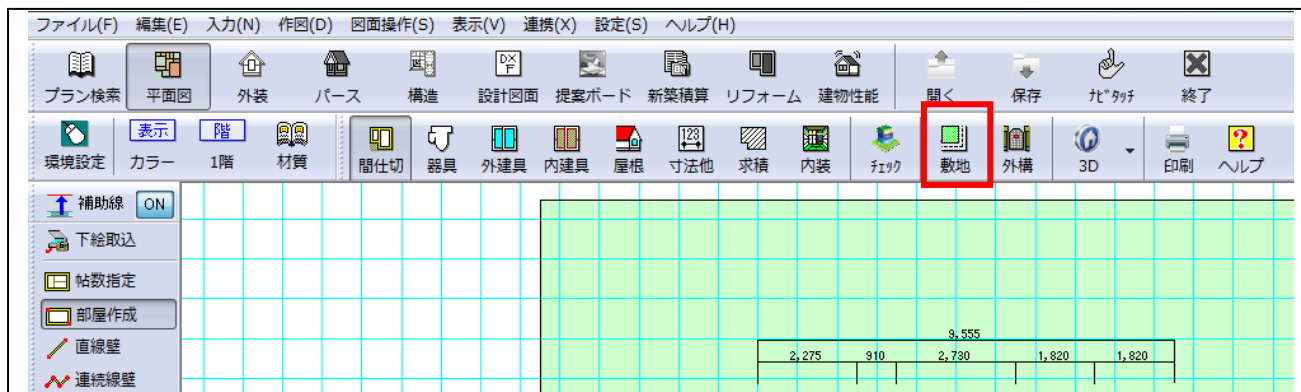 ファイル(F) 編集(E) 入力(N) 作図(D) 図面操作(S) 表示(V) 連携(X) 設定(S) ヘルプ(H)
プラン検索 平面図 外装 パース 構造 設計図面 提案ボード 新築積算 リフォーム 建物性能 開く 保存 ﾅﾋﾞﾀｯﾁ 終了
表示 階 123
環境設定 カラー 1階 材質 間仕切 器具 外建具 内建具 屋根 寸法他 求積 内装 ﾁｪｯｸ 敷地 外構 3D 印刷 ヘルプ
補助線 ON
下絵取込
帖数指定
部屋作成
直線壁
連続線壁
9,555
2,275 910 2,730 1,820 1,820